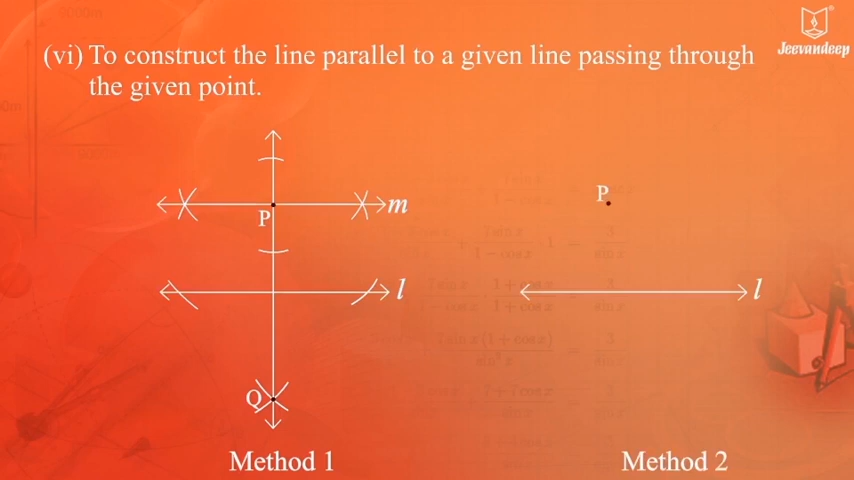 (vi) To construct the line parallel to a given line passing through
the given point.
Jeevandeep
P
m
l
Q
Method 1
P
l
Method 2